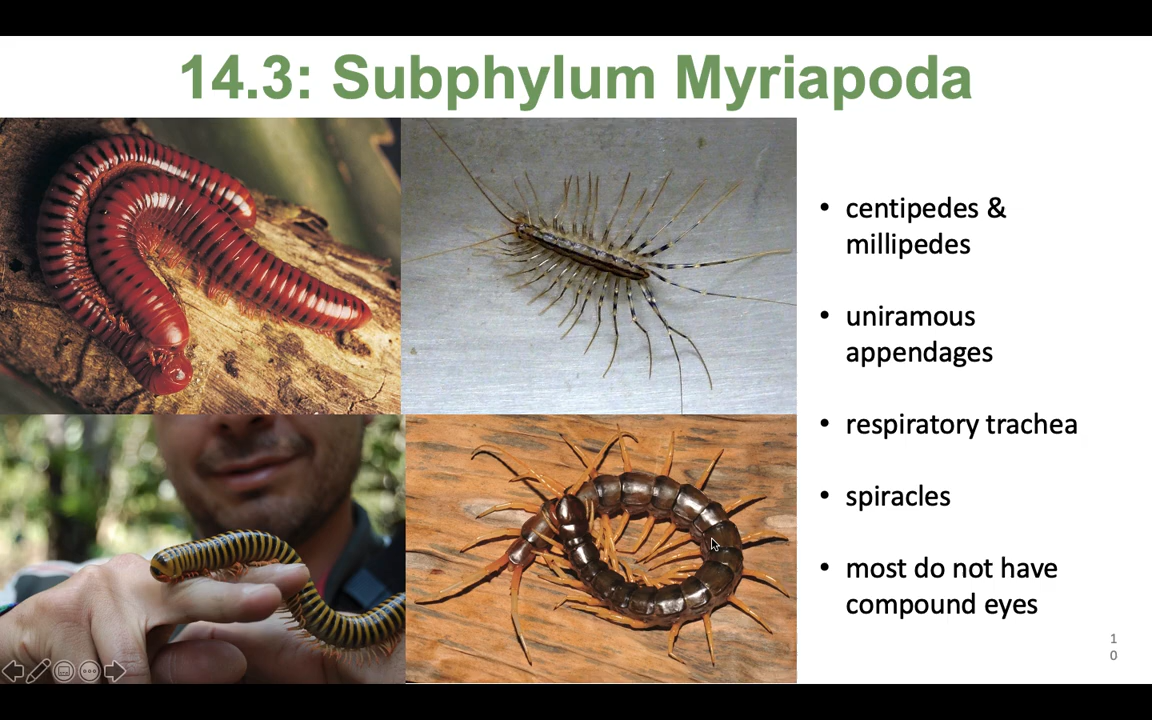 14.3: Subphylum Myriapoda
• centipedes &
millipedes
• uniramous
appendages
• respiratory trachea
• spiracles
• most do not have
compound eyes
1
0